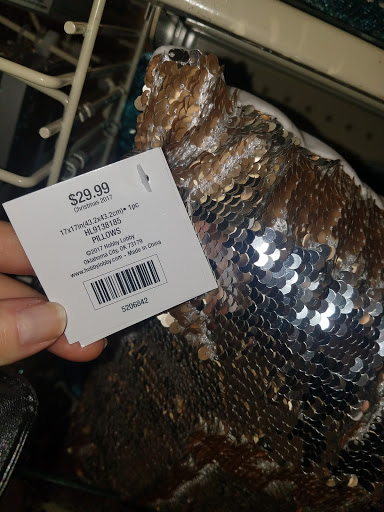 $29.99
Christmas 2017
17x17in(43.2x43.2cm)• 1pc
HL9138185
PILLOWS
©2017 Hobby Lobby
Oklahoma City, OK 73179
www.hobbylobby.com • Made in China
5206842